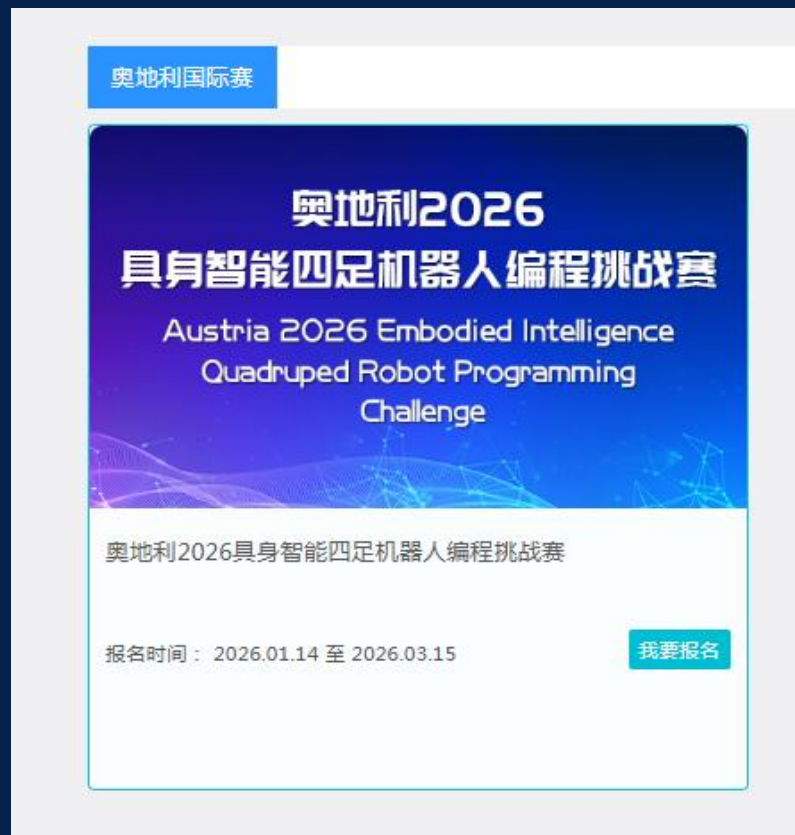 奥地利国际赛
奥地利2026
具身智能四足机器人编程挑战赛
Austria 2026 Embodied Intelligence
Quadruped Robot Programming
Challenge
奥地利2026具身智能四足机器人编程挑战赛
报名时间： 2026.01.14 至 2026.03.15
我要报名